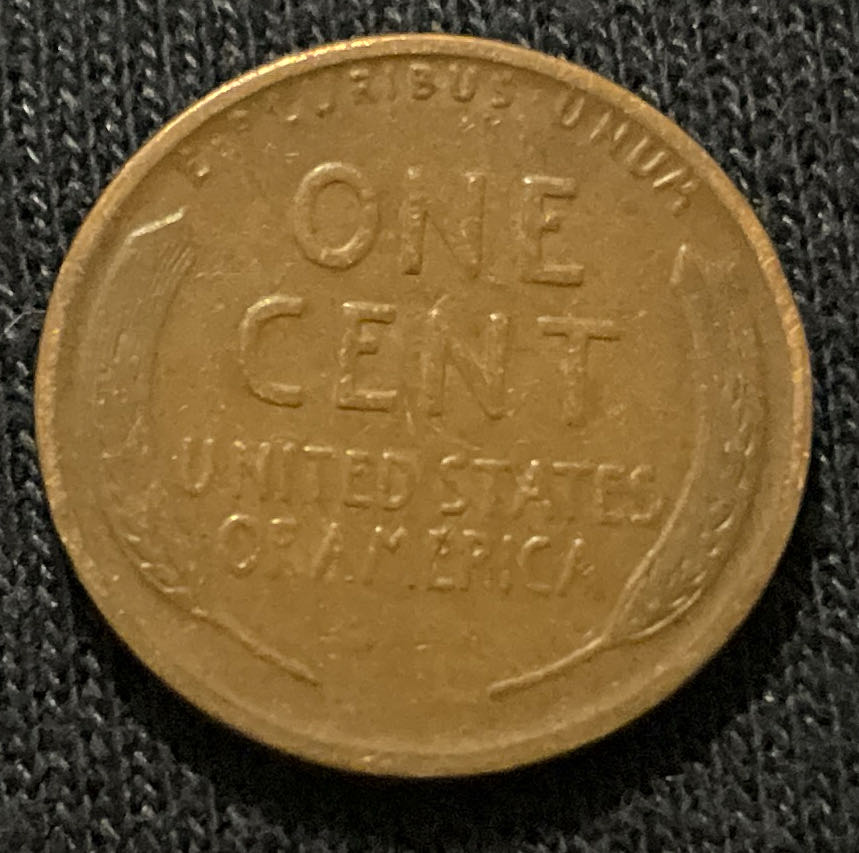 E PLURIBUS UNUM
ONE
CENT
UNITED STATES
OF AMERICA